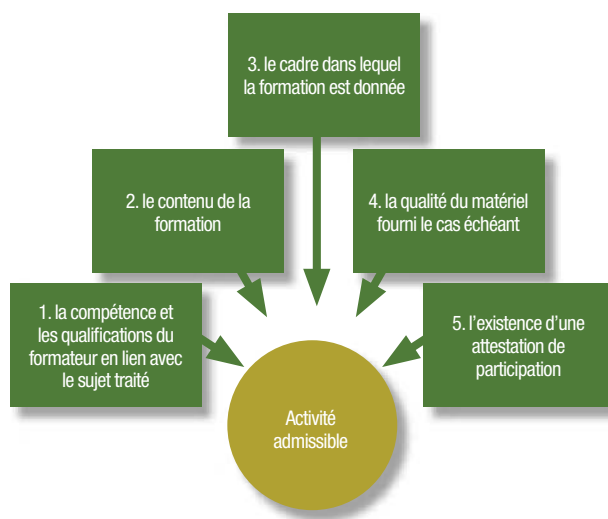 1. la compétence et
les qualifications du
formateur en lien avec
le sujet traité
2. le contenu de la
formation
3. le cadre dans lequel
la formation est donnée
4. la qualité du matériel
fourni le cas échéant
5. l’existence d’une
attestation de
participation
Activité
admissible